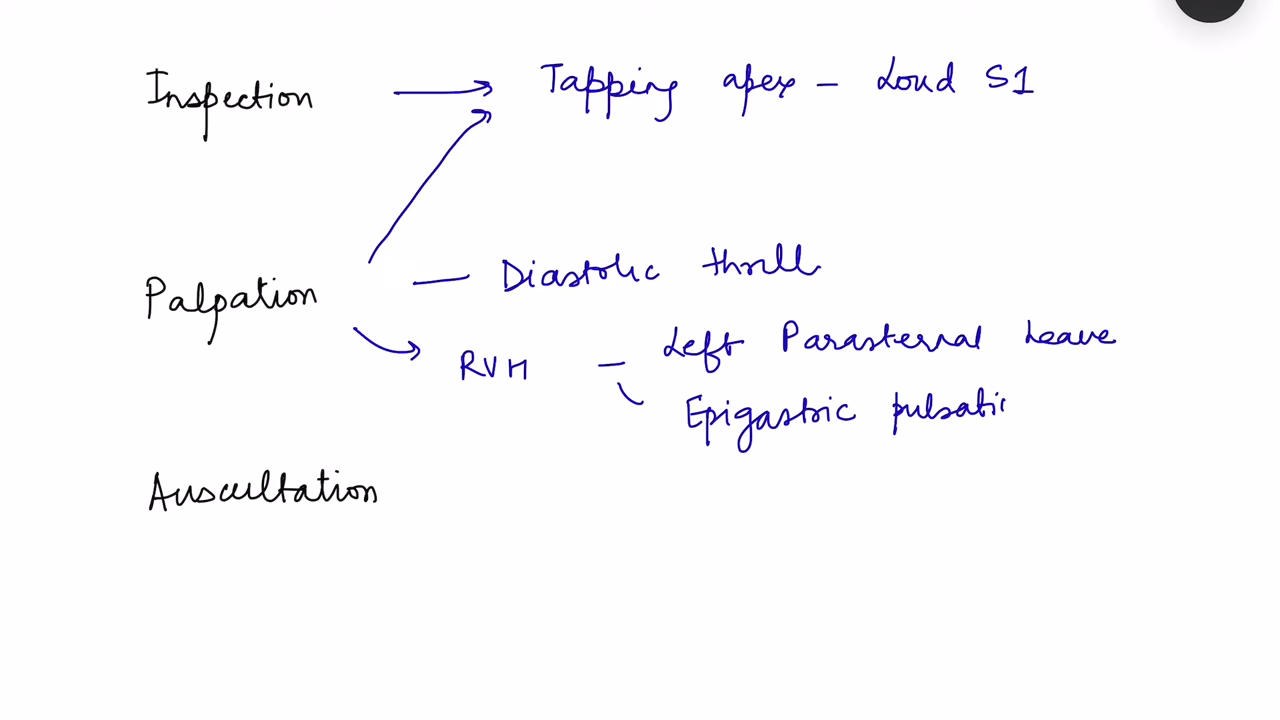 Inspection → Tapping apex - Loud S1
Palpation — Diastolic thrill
→ RVH - Left Parasternal heave
Epigastric pulsati
Auscultation